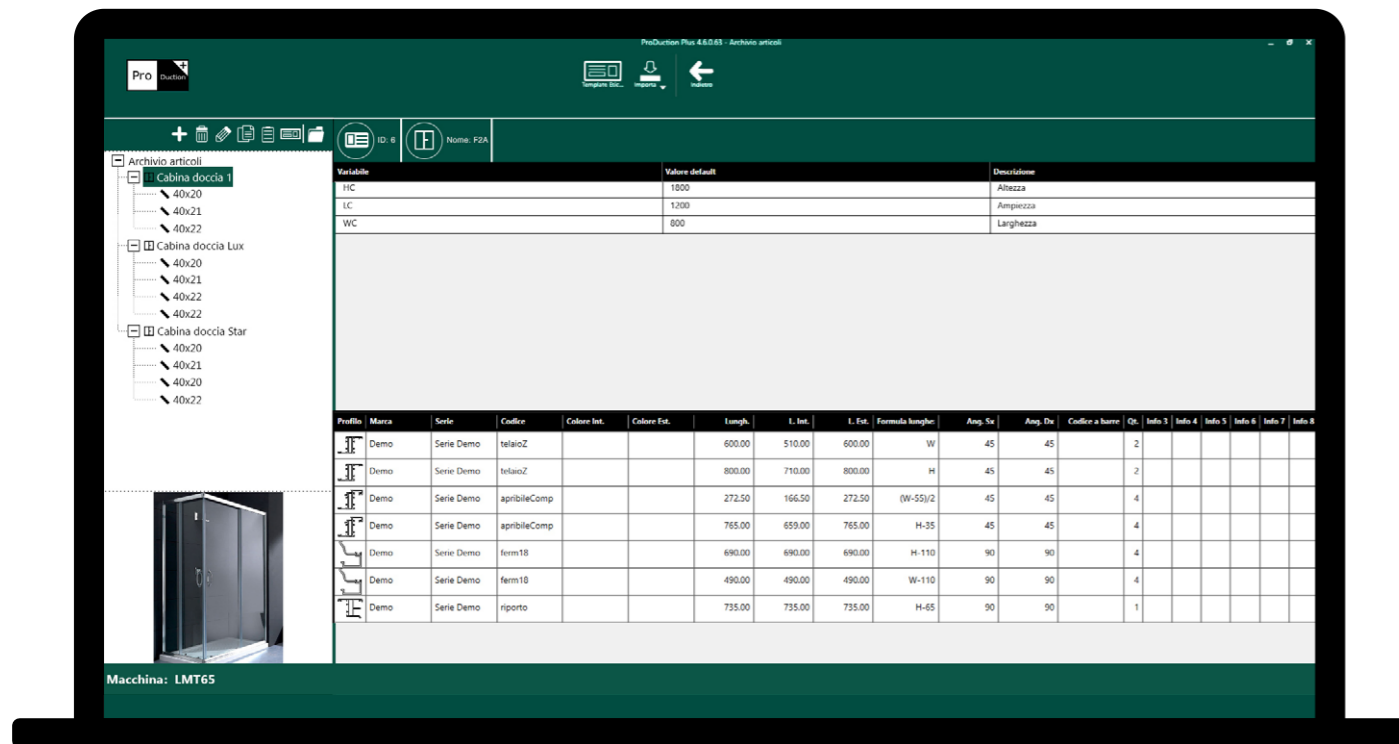 ProDuction Plus 4.6.0.63 - Archivio articoli
Pro Duction
Template Etic... Importa Indietro
ID: 6 Nome: F2A
Archivio articoli
Cabina doccia 1
40x20
40x21
40x22
Cabina doccia Lux
40x20
40x21
40x22
40x22
Cabina doccia Star
40x20
40x21
40x20
40x22
Variabile Valore default Descrizione
HC 1800 Altezza
LC 1200 Ampiezza
WC 800 Larghezza
Profilo Marca Serie Codice Colore Int. Colore Est. Lungh. L. Int. L. Est. Formula lunghe: Ang. Sx Ang. Dx Codice a barre Qt. Info 3 Info 4 Info 5 Info 6 Info 7 Info 8
Demo Serie Demo telaioZ 600.00 510.00 600.00 W 45 45 2
Demo Serie Demo telaioZ 800.00 710.00 800.00 H 45 45 2
Demo Serie Demo apribileComp 272.50 166.50 272.50 (W-55)/2 45 45 4
Demo Serie Demo apribileComp 765.00 659.00 765.00 H-35 45 45 4
Demo Serie Demo ferm18 690.00 690.00 690.00 H-110 90 90 4
Demo Serie Demo ferm18 490.00 490.00 490.00 W-110 90 90 4
Demo Serie Demo riporto 735.00 735.00 735.00 H-65 90 90 1
Macchina: LMT65